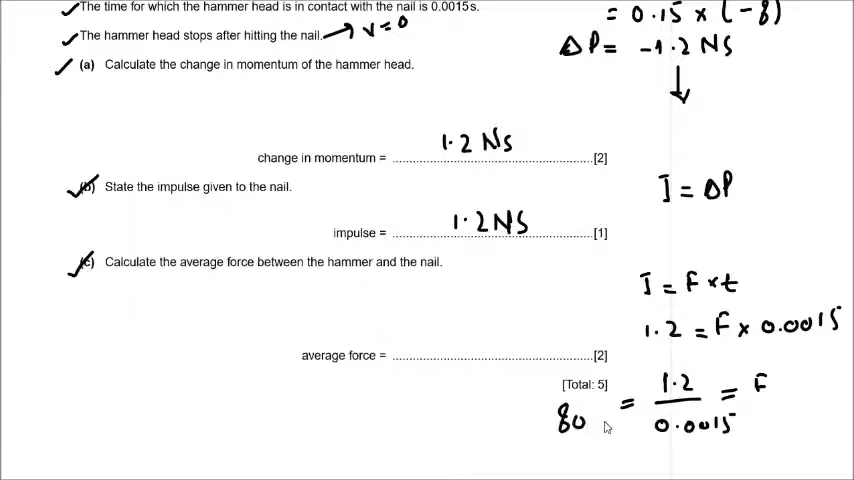 The time for which the hammer head is in contact with the nail is 0.0015 s.
= 0.15 × (-8)
The hammer head stops after hitting the nail. → v = 0
ΔP = -1.2 NS
(a) Calculate the change in momentum of the hammer head.
1.2 NS
change in momentum = ........................................ [2]
(b) State the impulse given to the nail.
I = ΔP
1.2 NS
impulse = ........................................ [1]
(c) Calculate the average force between the hammer and the nail.
I = F × t
1.2 = F × 0.0015
average force = ........................................ [2]
[Total: 5]
80 = 1.2 / 0.0015 = F